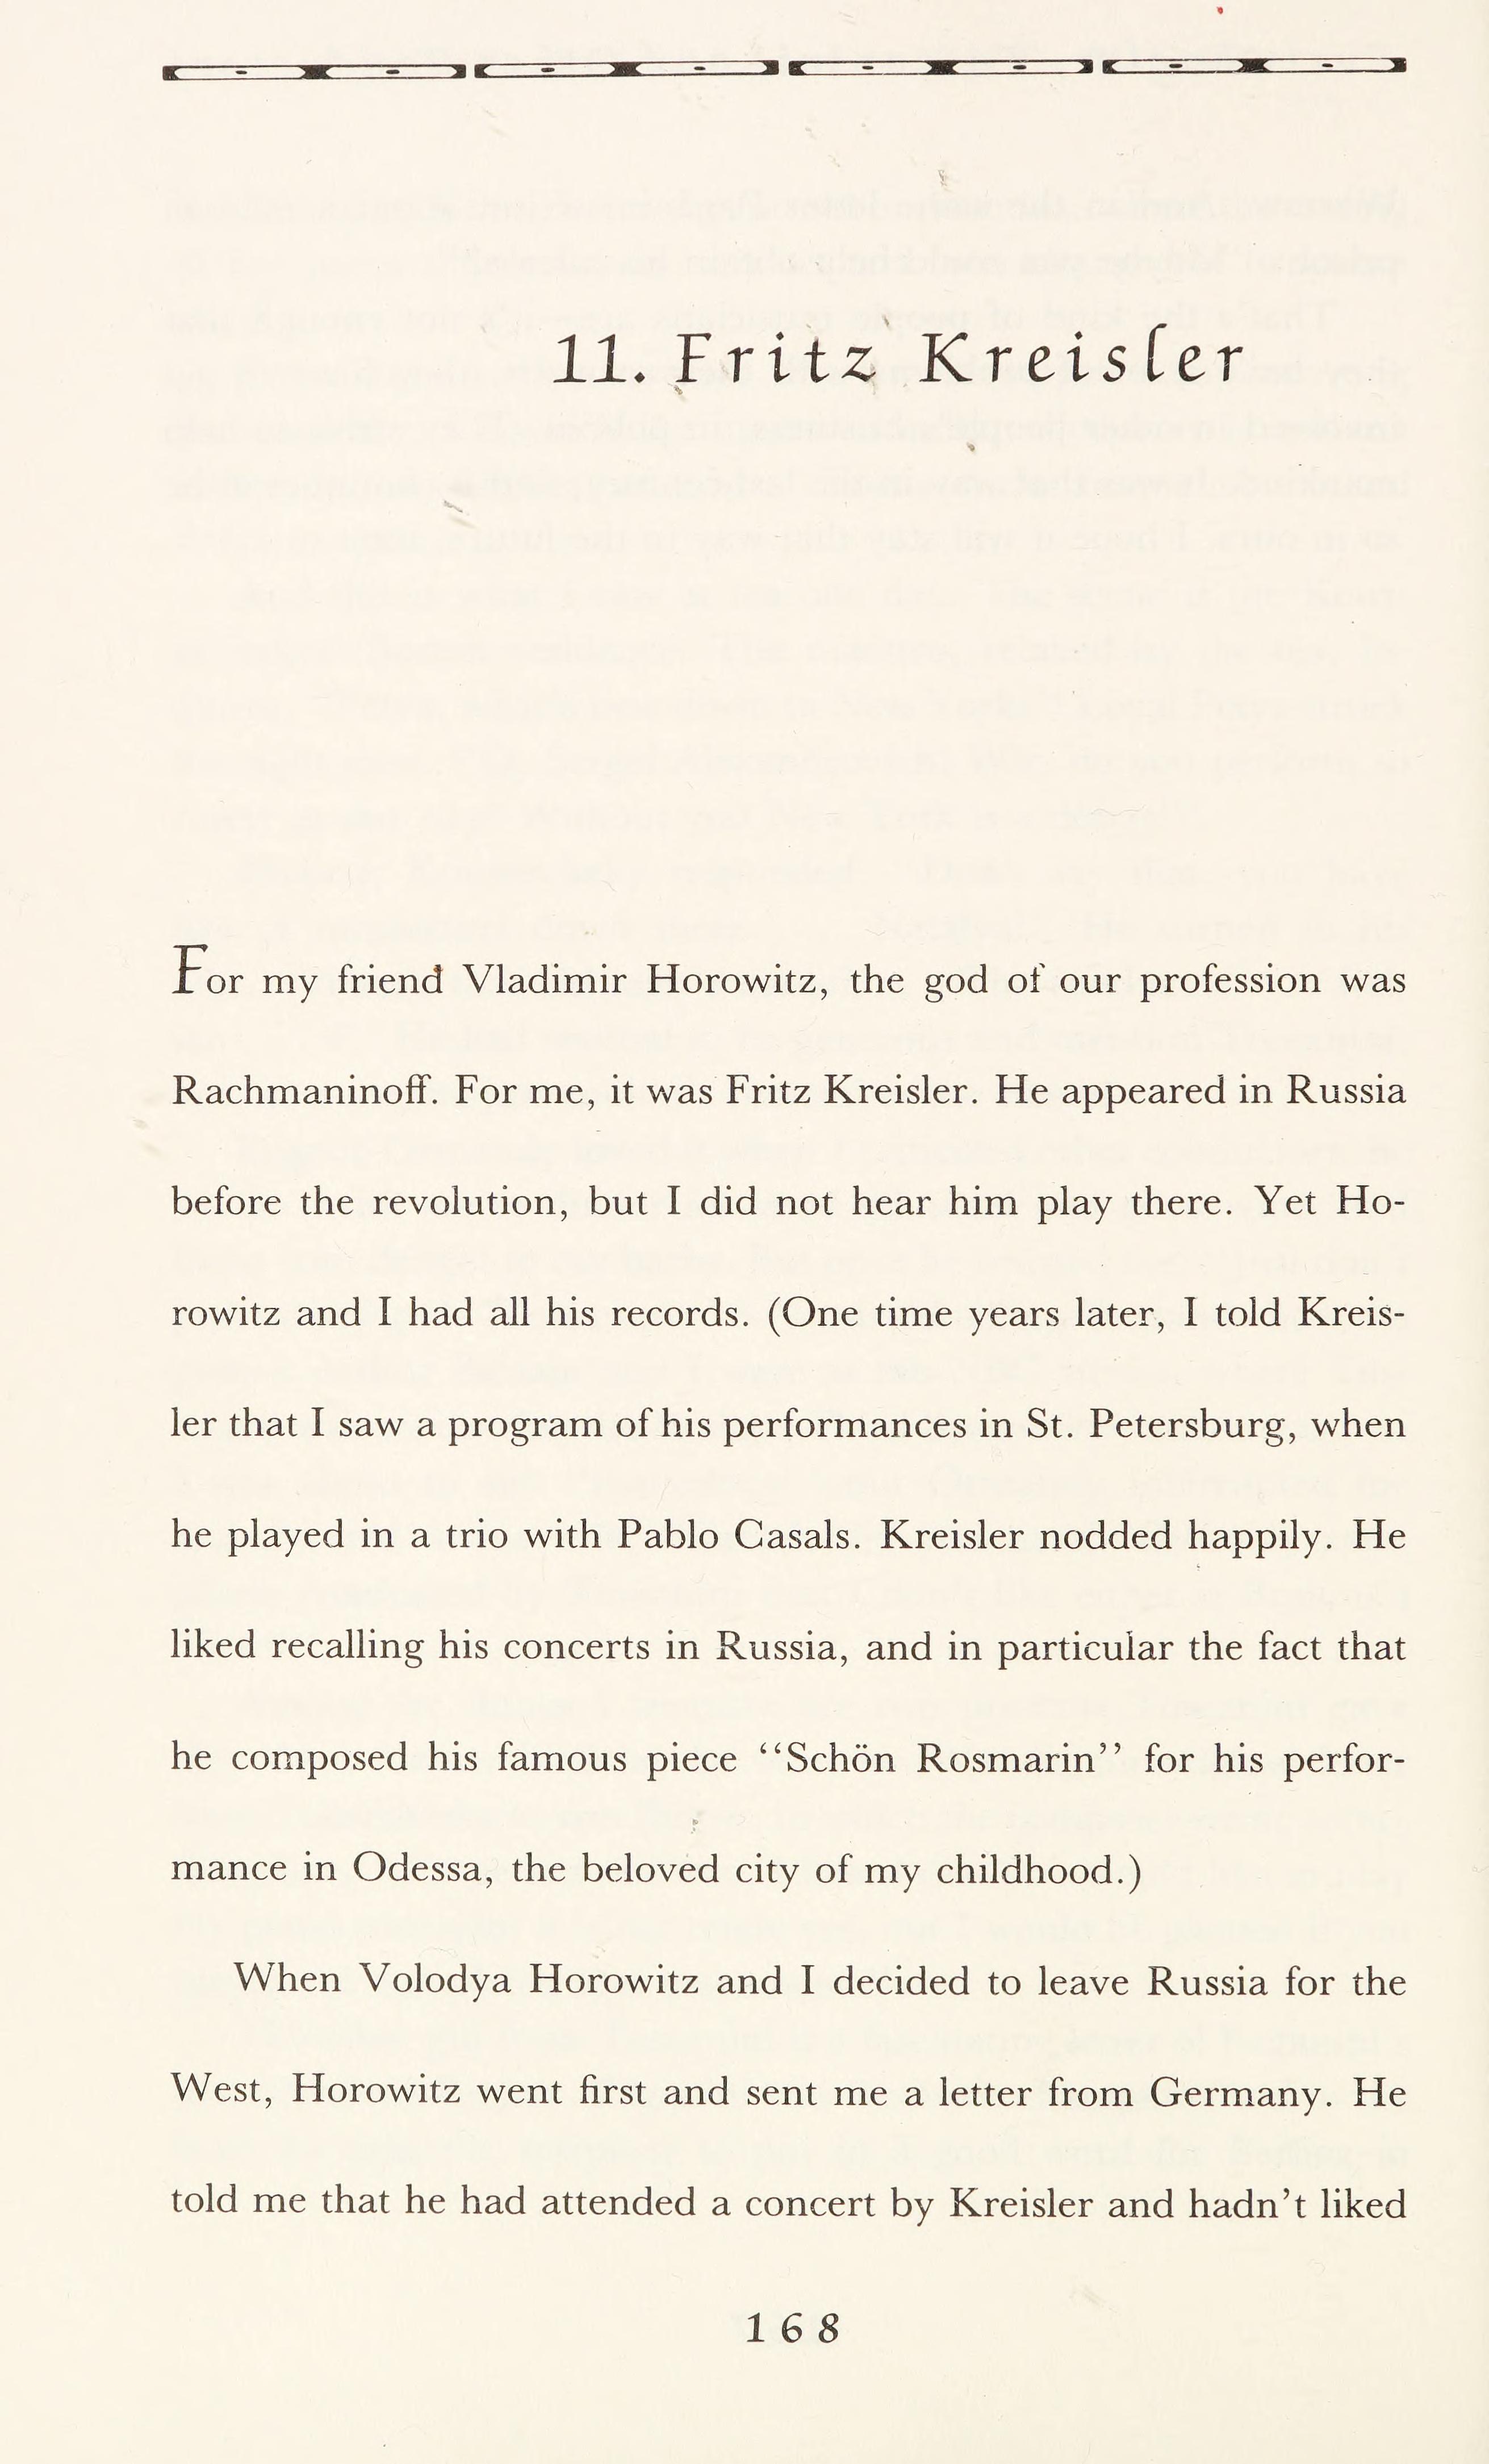 11. Fritz Kreisler
For my friend Vladimir Horowitz, the god of our profession was
Rachmaninoff. For me, it was Fritz Kreisler. He appeared in Russia
before the revolution, but I did not hear him play there. Yet Ho-
rowitz and I had all his records. (One time years later, I told Kreis-
ler that I saw a program of his performances in St. Petersburg, when
he played in a trio with Pablo Casals. Kreisler nodded happily. He
liked recalling his concerts in Russia, and in particular the fact that
he composed his famous piece ‘‘Schön Rosmarin’’ for his perfor-
mance in Odessa, the beloved city of my childhood.)
When Volodya Horowitz and I decided to leave Russia for the
West, Horowitz went first and sent me a letter from Germany. He
told me that he had attended a concert by Kreisler and hadn’t liked
168